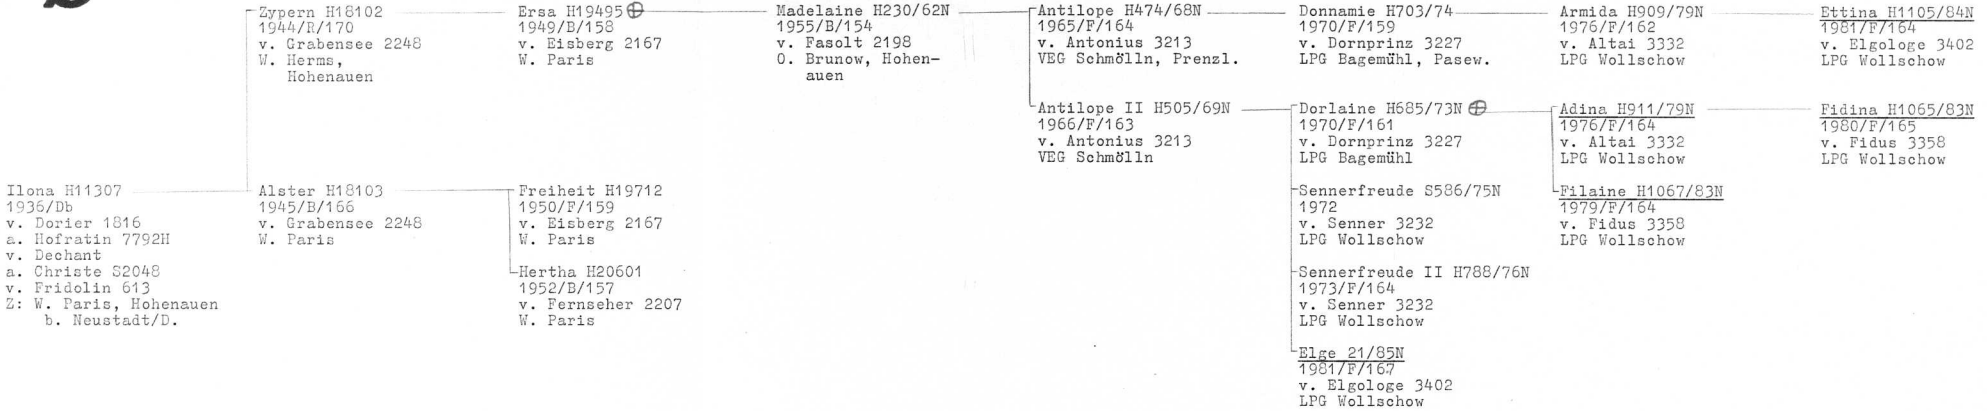 Zypern H18102
1944/R/170
v. Grabensee 2248
W. Herms,
Hohenauen
Ersa H19495
1949/B/158
v. Eisberg 2167
W. Paris
Madelaine H230/62N
1955/B/154
v. Fasolt 2198
O. Brunow, Hohen-
auen
Antilope H474/68N
1965/F/164
v. Antonius 3213
VEG Schmölln, Prenzl.
Donnamie H703/74
1970/F/159
v. Dornprinz 3227
LPG Bagemühl, Pasew.
Armida H909/79N
1976/F/162
v. Altai 3332
LPG Wollschow
Ettina H1105/84N
1981/F/164
v. Elgologe 3402
LPG Wollschow
Antilope II H505/69N
1966/F/163
v. Antonius 3213
VEG Schmölln
Dorlaine H685/73N
1970/F/161
v. Dornprinz 3227
LPG Bagemühl
Adina H911/79N
1976/F/164
v. Altai 3332
LPG Wollschow
Fidina H1065/83N
1980/F/165
v. Fidus 3358
LPG Wollschow
Ilona H11307
1936/Db
v. Dorier 1816
a. Hofratin 7792H
v. Dechant
a. Christe S2048
v. Fridolin 613
Z: W. Paris, Hohenauen
b. Neustadt/D.
Alster H18103
1945/B/166
v. Grabensee 2248
W. Paris
Freiheit H19712
1950/F/159
v. Eisberg 2167
W. Paris
Hertha H20601
1952/B/157
v. Fernseher 2207
W. Paris
Sennerfreude S586/75N
1972
v. Senner 3232
LPG Wollschow
Filaine H1067/83N
1979/F/164
v. Fidus 3358
LPG Wollschow
Sennerfreude II H788/76N
1973/F/164
v. Senner 3232
LPG Wollschow
Elge 21/85N
1981/F/167
v. Elgologe 3402
LPG Wollschow